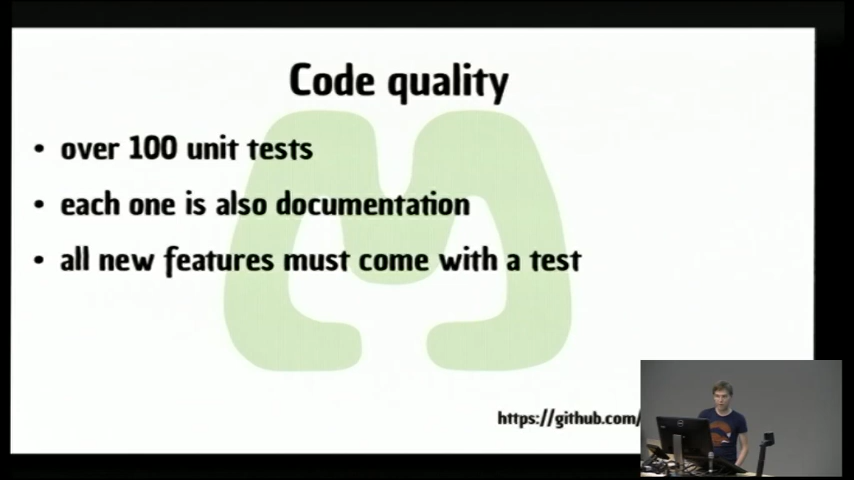 Code quality
• over 100 unit tests
• each one is also documentation
• all new features must come with a test
https://github.com/